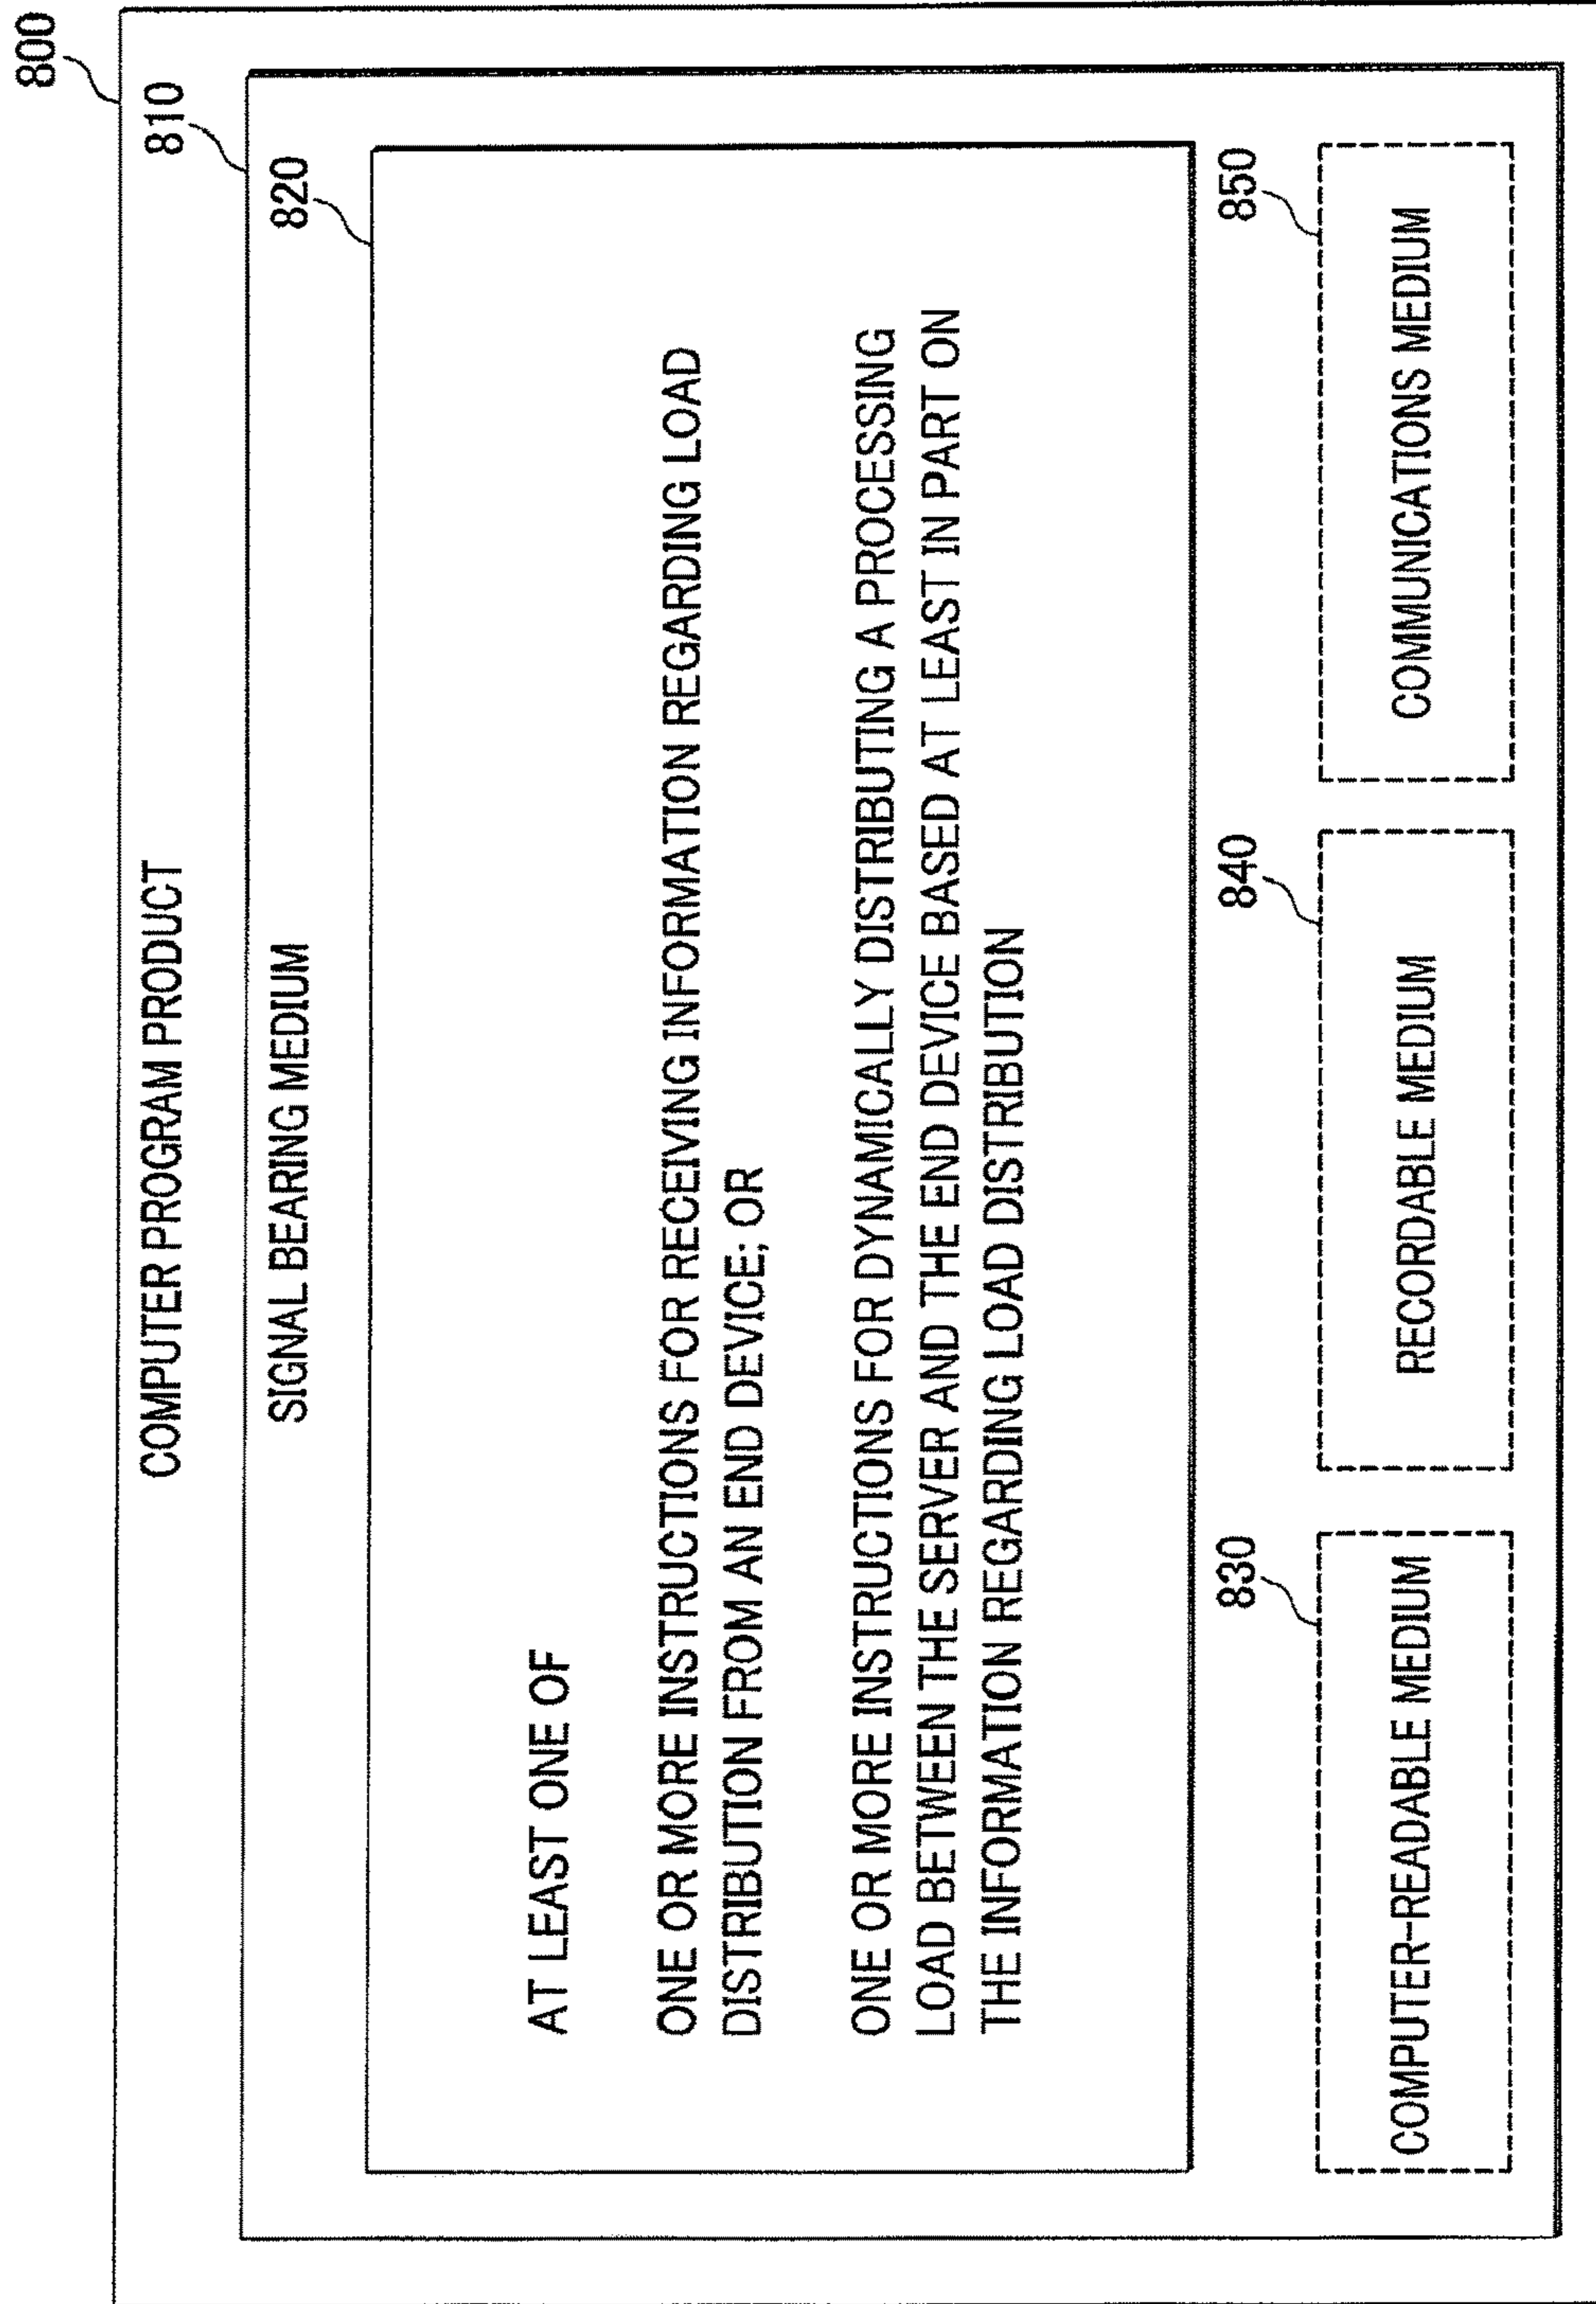 800
COMPUTER PROGRAM PRODUCT
810
SIGNAL BEARING MEDIUM
820
AT LEAST ONE OF
ONE OR MORE INSTRUCTIONS FOR RECEIVING INFORMATION REGARDING LOAD
DISTRIBUTION FROM AN END DEVICE; OR
ONE OR MORE INSTRUCTIONS FOR DYNAMICALLY DISTRIBUTING A PROCESSING
LOAD BETWEEN THE SERVER AND THE END DEVICE BASED AT LEAST IN PART ON
THE INFORMATION REGARDING LOAD DISTRIBUTION
830
COMPUTER-READABLE MEDIUM
840
RECORDABLE MEDIUM
850
COMMUNICATIONS MEDIUM